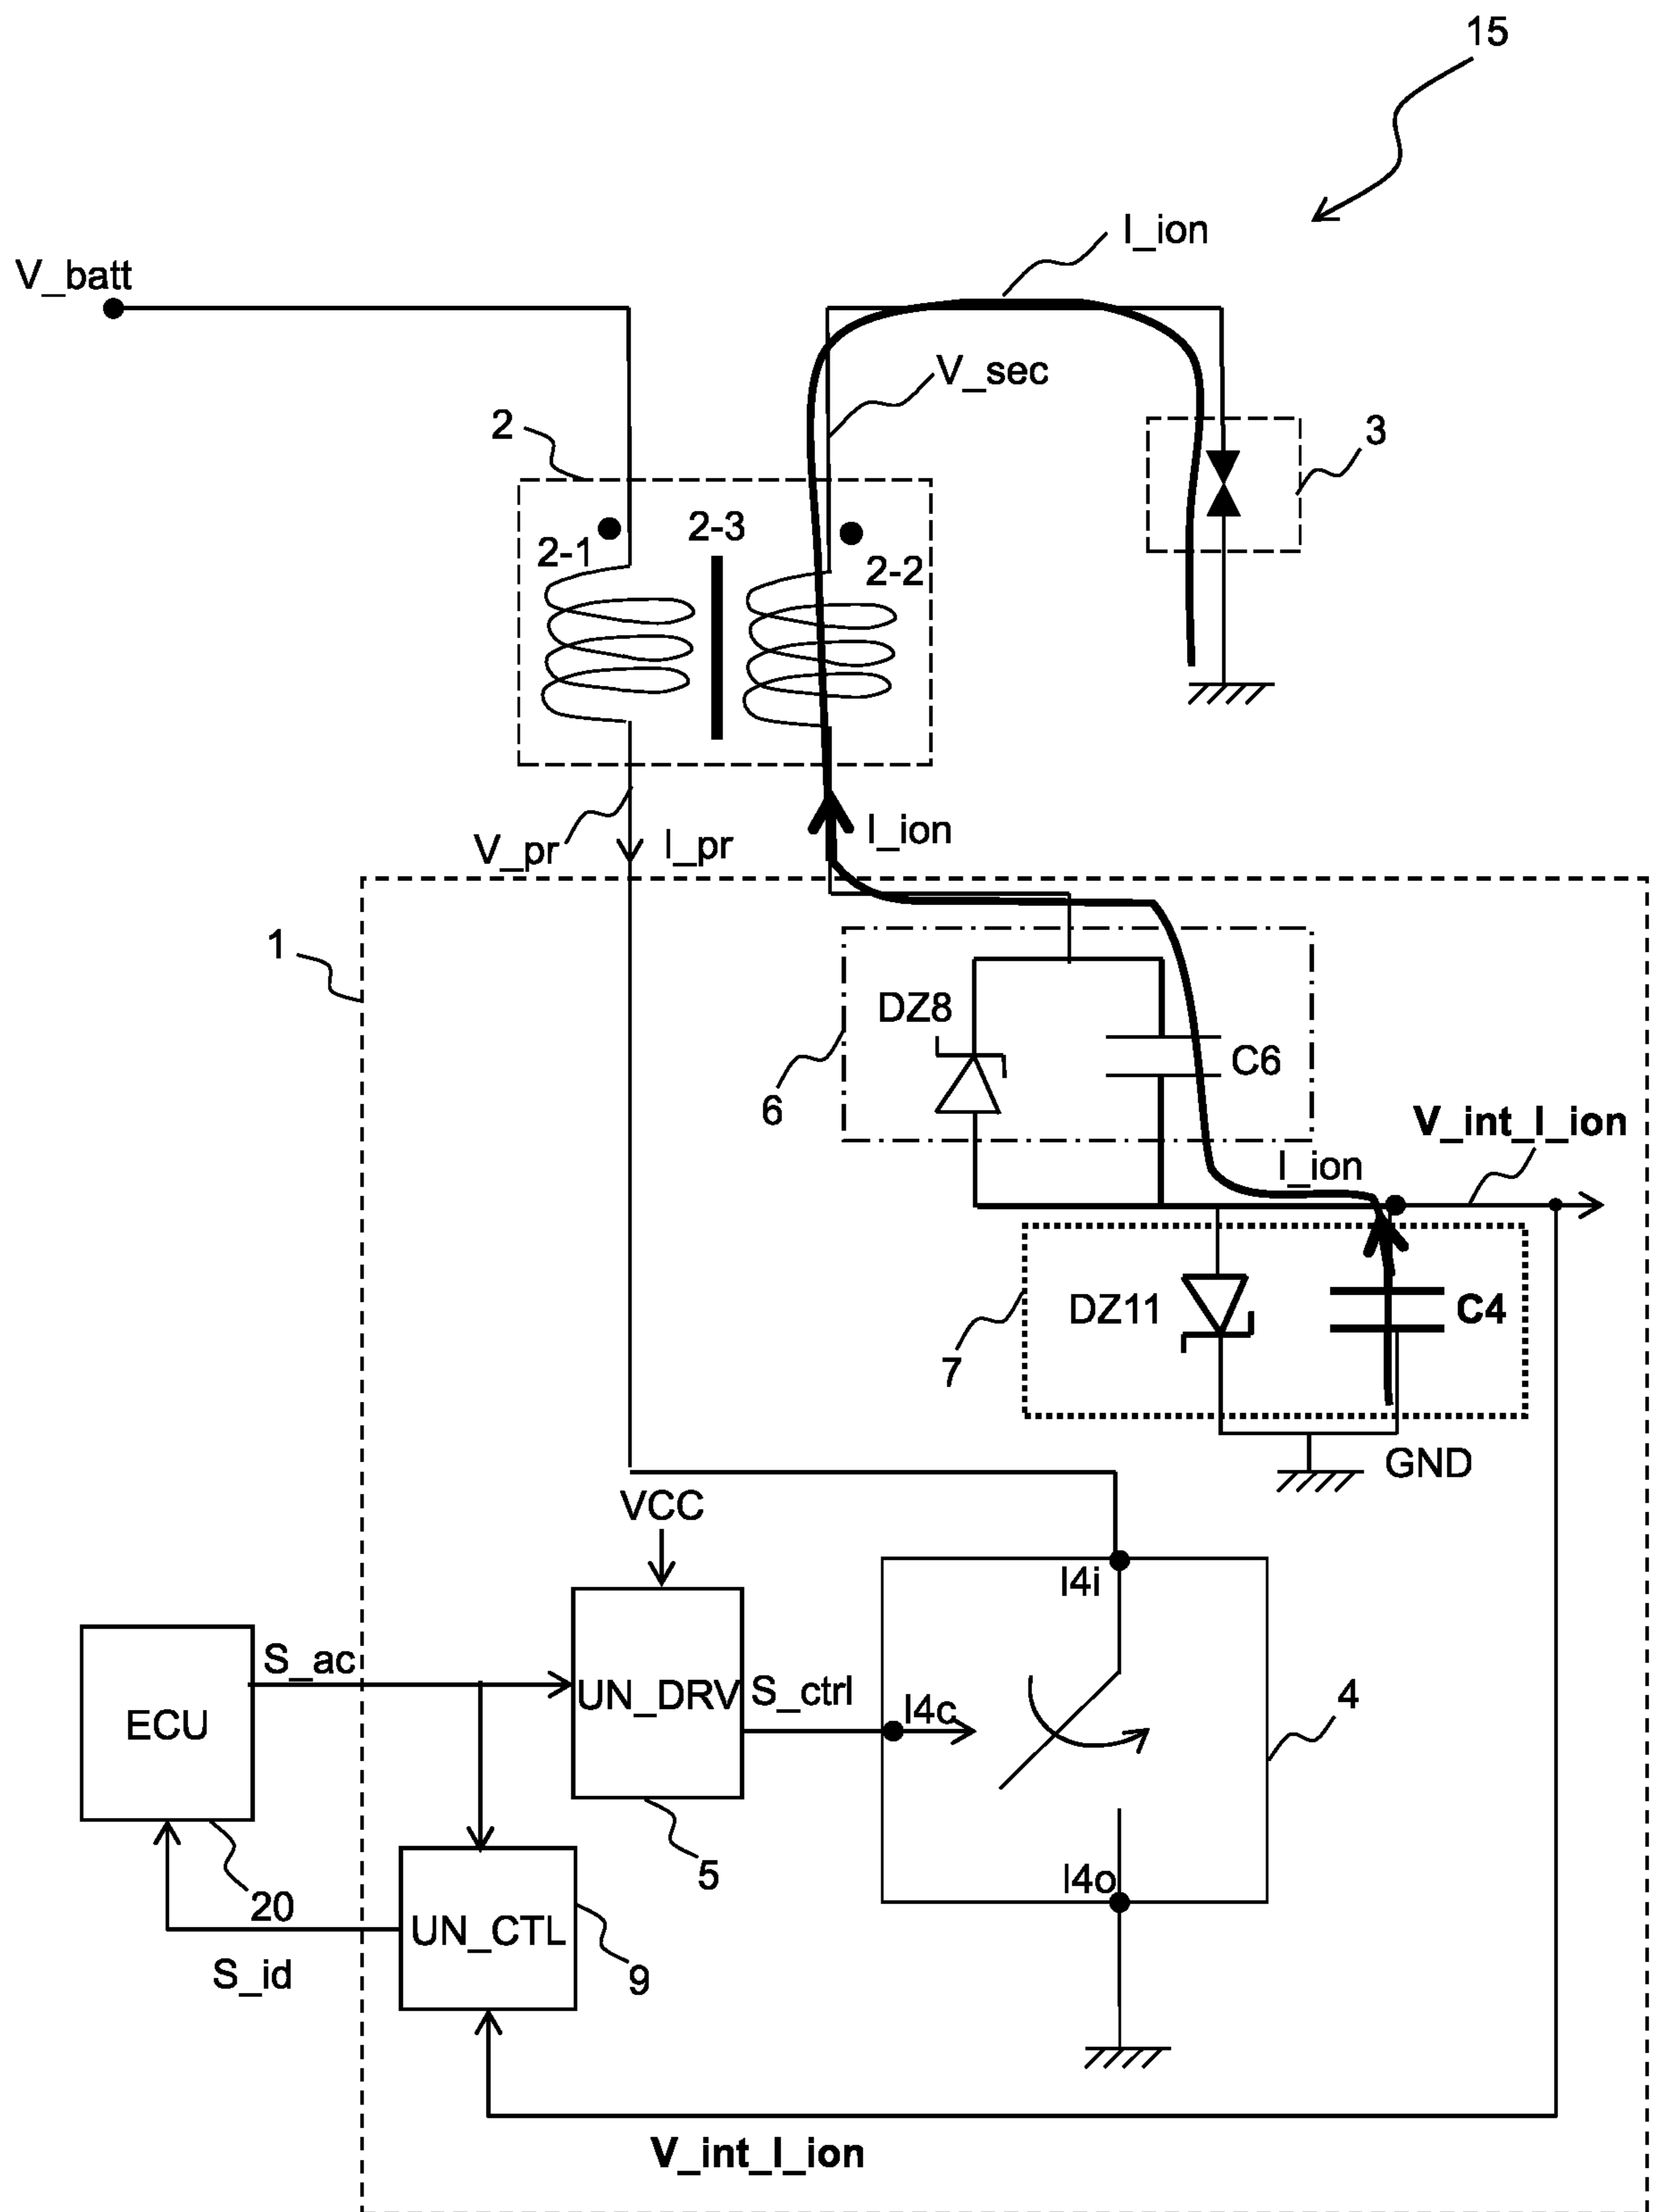 15
I_ion
V_batt
V_sec
2
3
2-3
2-1
2-2
V_pr
I_pr
I_ion
1
DZ8
C6
6
V_int_I_ion
I_ion
DZ11
C4
7
GND
VCC
I4i
S_ac
UN_DRV
S_ctrl
I4c
4
ECU
5
I4o
20
UN_CTL
9
S_id
V_int_I_ion